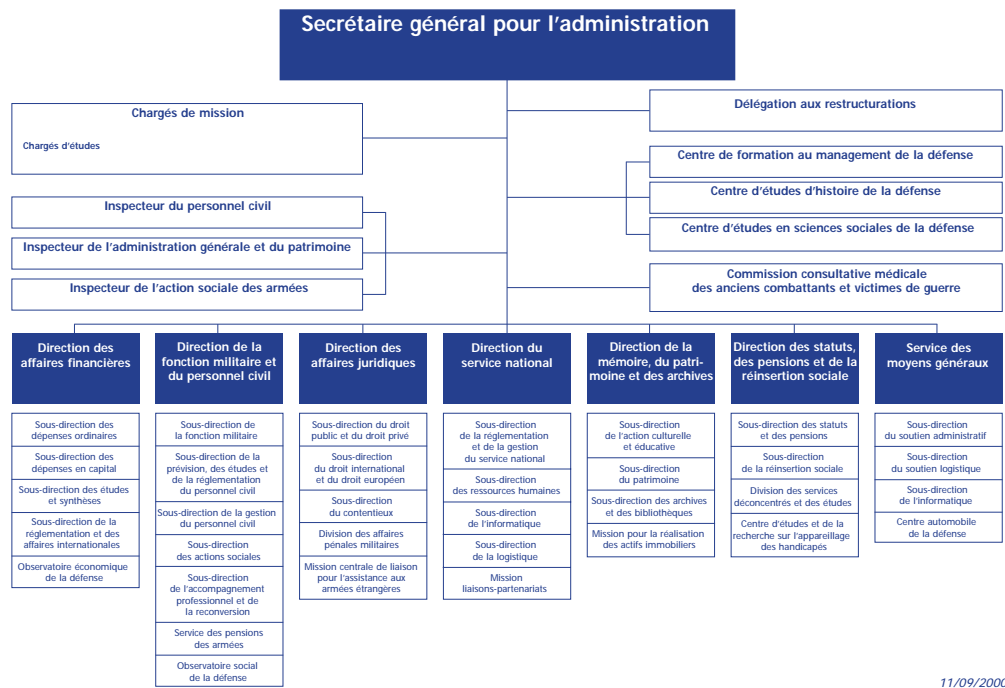 Secrétaire général pour l'administration
Chargés de mission
Chargés d'études
Délégation aux restructurations
Centre de formation au management de la défense
Centre d'études d'histoire de la défense
Centre d'études en sciences sociales de la défense
Inspecteur du personnel civil
Inspecteur de l'administration générale et du patrimoine
Inspecteur de l'action sociale des armées
Commission consultative médicale
des anciens combattants et victimes de guerre
Direction des
affaires financières
Sous-direction des
dépenses ordinaires
Sous-direction des
dépenses en capital
Sous-direction des études
et synthèses
Sous-direction de la
réglementation et des
affaires internationales
Observatoire économique
de la défense
Direction de la
fonction militaire et
du personnel civil
Sous-direction de
la fonction militaire
Sous-direction de la
prévision, des études et
de la réglementation
du personnel civil
Sous-direction de la gestion
du personnel civil
Sous-direction
des actions sociales
Sous-direction
de l'accompagnement
professionnel et de
la reconversion
Service des pensions
des armées
Observatoire social
de la défense
Direction des
affaires juridiques
Sous-direction du droit
public et du droit privé
Sous-direction
du droit international
et du droit européen
Sous-direction
du contentieux
Division des affaires
pénales militaires
Mission centrale de liaison
pour l'assistance aux
armées étrangères
Direction du
service national
Sous-direction
de la réglementation
et de la gestion
du service national
Sous-direction
des ressources humaines
Sous-direction
de l'informatique
Sous-direction
de la logistique
Mission
liaisons-partenariats
Direction de la
mémoire, du patri-
moine et des archives
Sous-direction
de l'action culturelle
et éducative
Sous-direction
du patrimoine
Sous-direction des archives
et des bibliothèques
Mission pour la réalisation
des actifs immobiliers
Direction des statuts,
des pensions et de la
réinsertion sociale
Sous-direction des statuts
et des pensions
Sous-direction
de la réinsertion sociale
Division des services
déconcentrés et des études
Centre d'études et de la
recherche sur l'appareillage
des handicapés
Service des
moyens généraux
Sous-direction
du soutien administratif
Sous-direction
du soutien logistique
Sous-direction
de l'informatique
Centre automobile
de la défense
11/09/2000